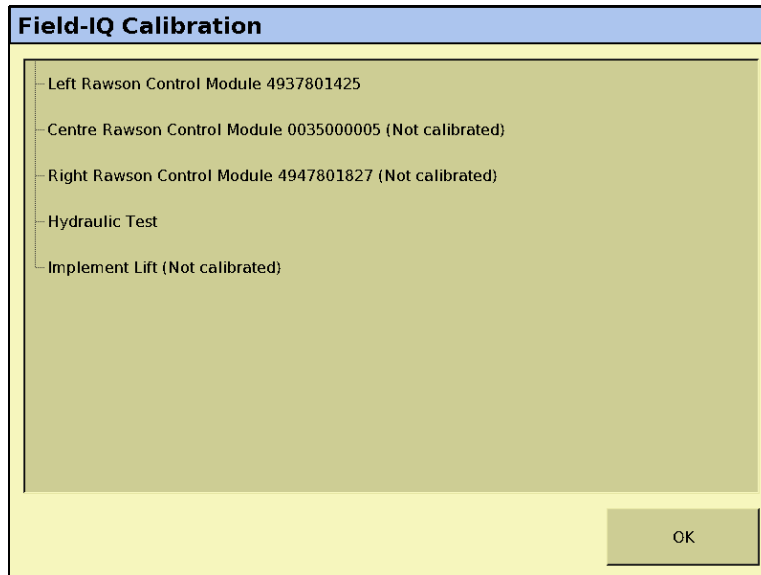 Field-IQ Calibration
Left Rawson Control Module 4937801425
Centre Rawson Control Module 0035000005 (Not calibrated)
Right Rawson Control Module 4947801827 (Not calibrated)
Hydraulic Test
Implement Lift (Not calibrated)
OK